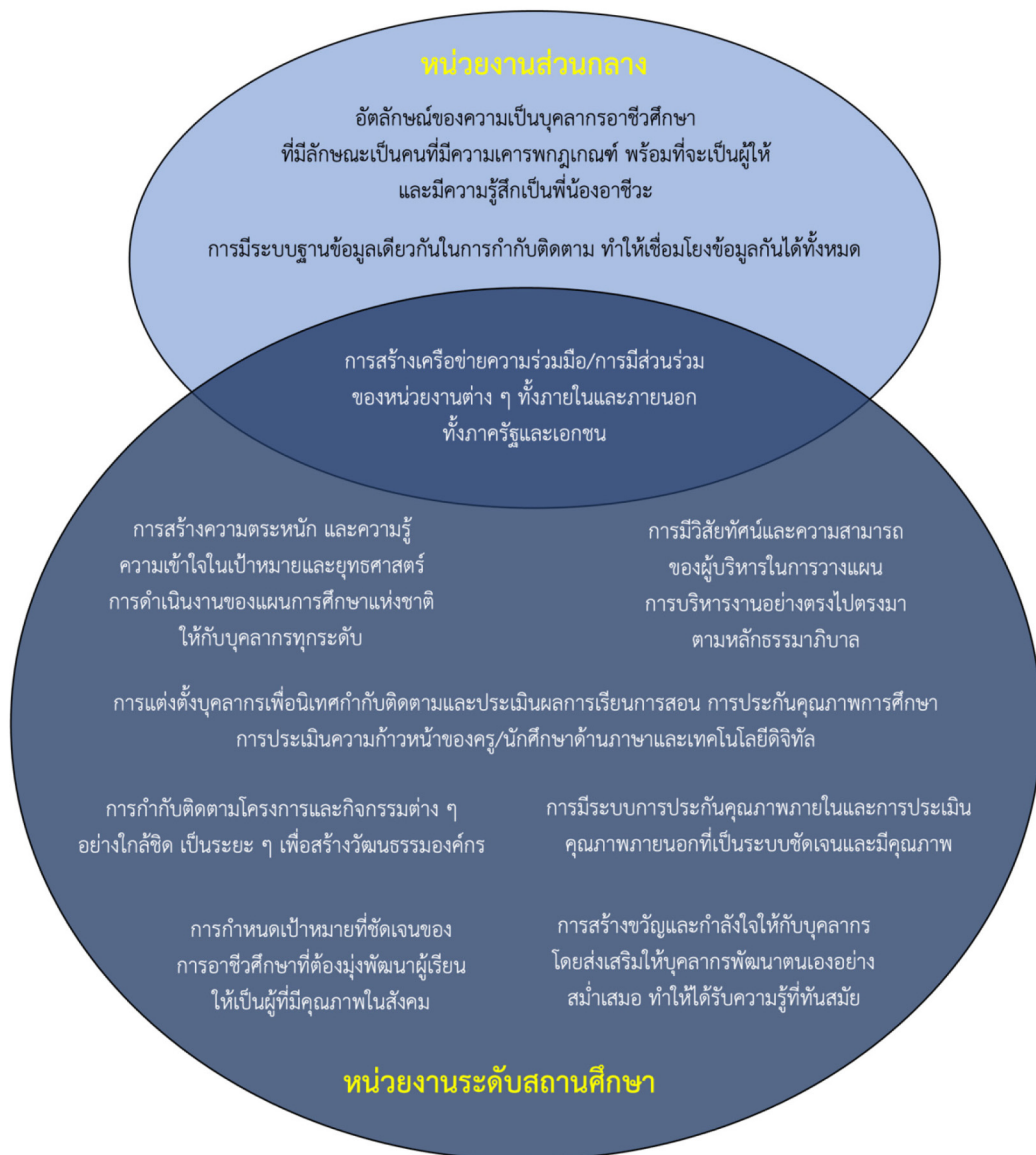 หน่วยงานส่วนกลาง
อัตลักษณ์ของความเป็นบุคลากรอาชีวศึกษา
ที่มีลักษณะเป็นคนที่มีความเคารพกฎเกณฑ์ พร้อมที่จะเป็นผู้ให้
และมีความรู้สึกเป็นพี่น้องอาชีวะ
การมีระบบฐานข้อมูลเดียวกันในการกำกับติดตาม ทำให้เชื่อมโยงข้อมูลกันได้ทั้งหมด
การสร้างเครือข่ายความร่วมมือ/การมีส่วนร่วม
ของหน่วยงานต่าง ๆ ทั้งภายในและภายนอก
ทั้งภาครัฐและเอกชน
การสร้างความตระหนัก และความรู้
ความเข้าใจในเป้าหมายและยุทธศาสตร์
การดำเนินงานของแผนการศึกษาแห่งชาติ
ให้กับบุคลากรทุกระดับ
การมีวิสัยทัศน์และความสามารถ
ของผู้บริหารในการวางแผน
การบริหารงานอย่างตรงไปตรงมา
ตามหลักธรรมาภิบาล
การแต่งตั้งบุคลากรเพื่อนิเทศกำกับติดตามและประเมินผลการเรียนการสอน การประกันคุณภาพการศึกษา
การประเมินความก้าวหน้าของครู/นักศึกษาด้านภาษาและเทคโนโลยีดิจิทัล
การกำกับติดตามโครงการและกิจกรรมต่าง ๆ
อย่างใกล้ชิด เป็นระยะ ๆ เพื่อสร้างวัฒนธรรมองค์กร
การมีระบบการประกันคุณภาพภายในและการประเมิน
คุณภาพภายนอกที่เป็นระบบชัดเจนและมีคุณภาพ
การกำหนดเป้าหมายที่ชัดเจนของ
การอาชีวศึกษาที่ต้องมุ่งพัฒนาผู้เรียน
ให้เป็นผู้ที่มีคุณภาพในสังคม
การสร้างขวัญและกำลังใจให้กับบุคลากร
โดยส่งเสริมให้บุคลากรพัฒนาตนเองอย่าง
สม่ำเสมอ ทำให้ได้รับความรู้ที่ทันสมัย
หน่วยงานระดับสถานศึกษา